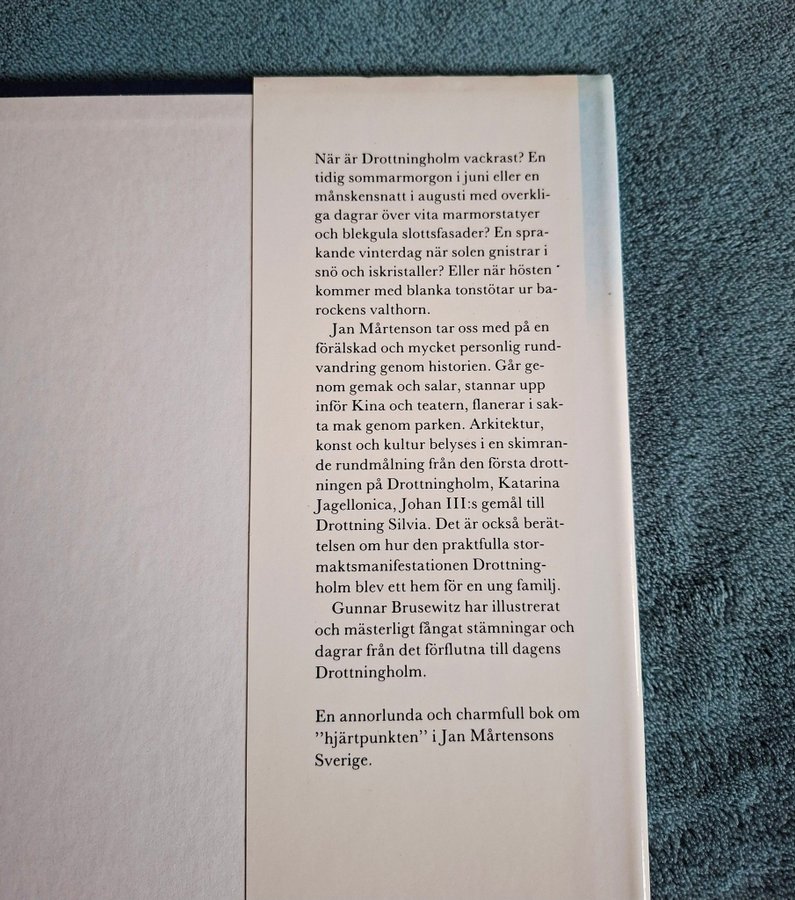 När är Drottningholm vackrast? En
tidig sommarmorgon i juni eller en
månskensnatt i augusti med overkli-
ga dagrar över vita marmorstatyer
och blekgula slottsfasader? En spra-
kande vinterdag när solen gnistrar i
snö och iskristaller? Eller när hösten
kommer med blanka tonstötar ur ba-
rockens valthorn.
Jan Mårtenson tar oss med på en
förälskad och mycket personlig rund-
vandring genom historien. Går ge-
nom gemak och salar, stannar upp
inför Kina och teatern, flanerar i sak-
ta mak genom parken. Arkitektur,
konst och kultur belyses i en skimran-
de rundmålning från den första drott-
ningen på Drottningholm, Katarina
Jagellonica, Johan III:s gemål till
Drottning Silvia. Det är också berät-
telsen om hur den praktfulla stor-
maktsmanifestationen Drottning-
holm blev ett hem för en ung familj.
Gunnar Brusewitz har illustrerat
och mästerligt fångat stämningar och
dagrar från det förflutna till dagens
Drottningholm.
En annorlunda och charmfull bok om
”hjärtpunkten” i Jan Mårtensons
Sverige.